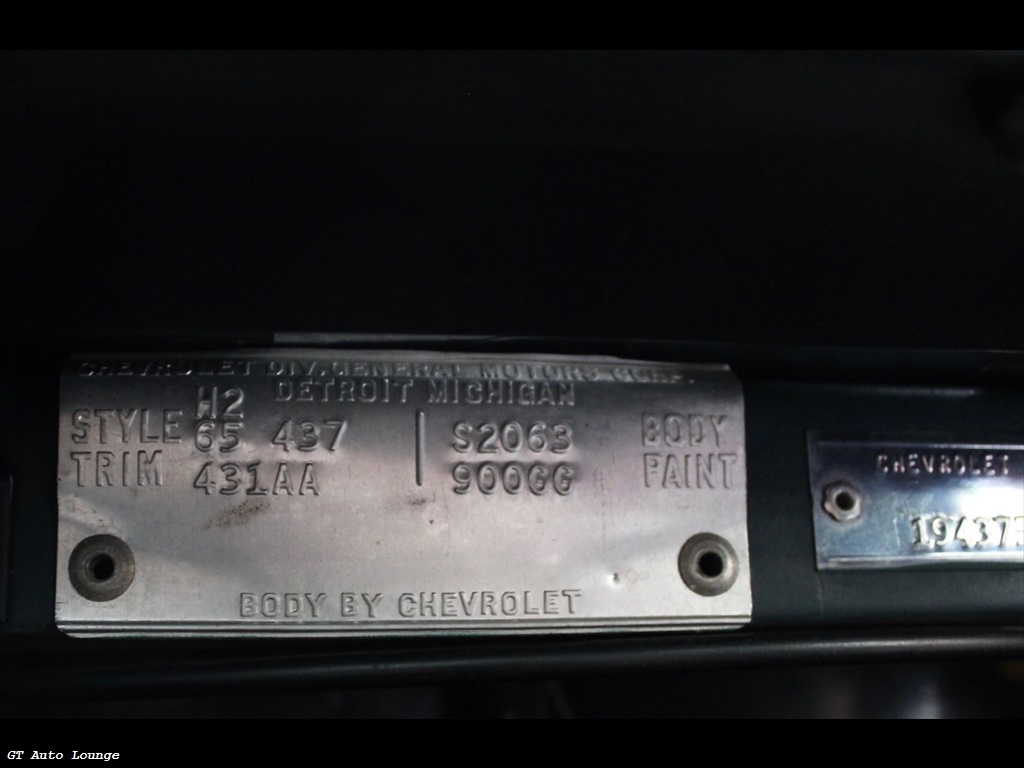 CHEVROLET DIV. GENERAL MOTORS CORP.
DETROIT MICHIGAN
H2
STYLE 65 437 S2063 BODY
TRIM 431AA 900GG PAINT
BODY BY CHEVROLET
CHEVROLET
19437
GT Auto Lounge